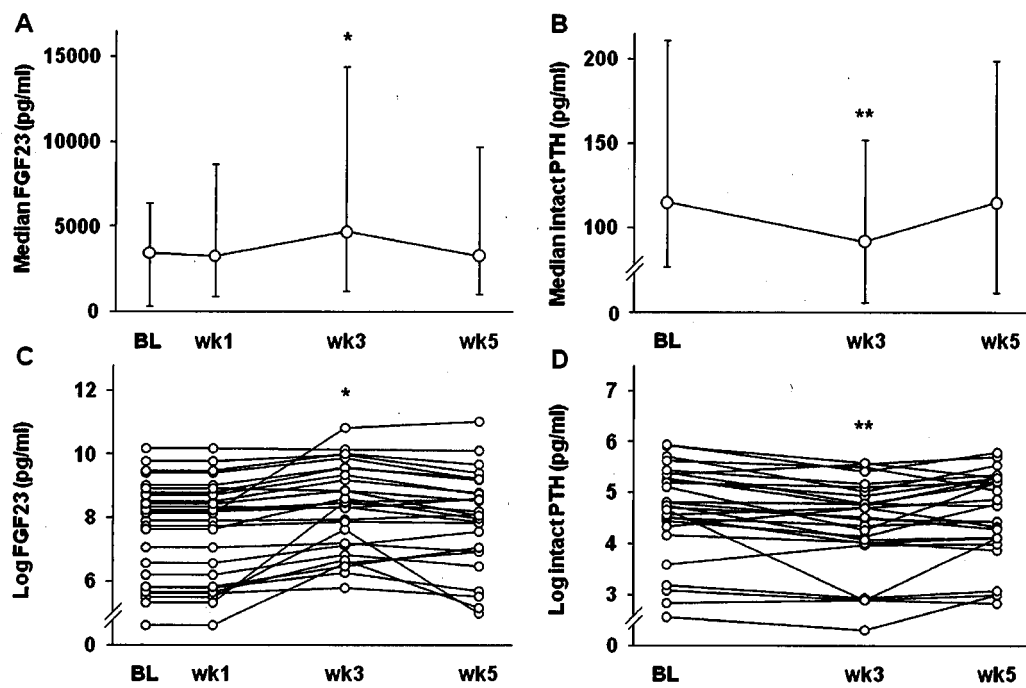 A
Median FGF23 (pg/ml)
15000
10000
5000
0
*
BL wk1 wk3 wk5
B
Median intact PTH (pg/ml)
200
150
100
0
**
BL wk3 wk5
C
Log FGF23 (pg/ml)
12
10
8
6
0
*
BL wk1 wk3 wk5
D
Log intact PTH (pg/ml)
7
6
5
4
3
0
**
BL wk3 wk5